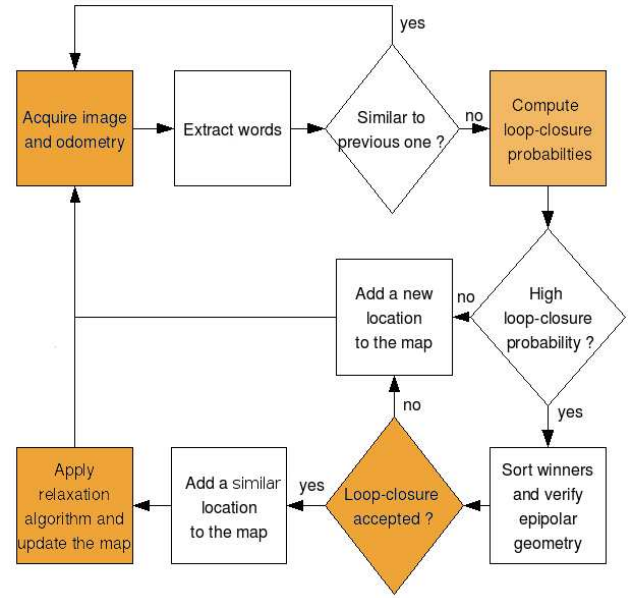 yes
Acquire image
and odometry
Extract words
Similar to
previous one ?
no
Compute
loop-closure
probabilties
Add a new
location
to the map
no
High
loop-closure
probability ?
no
yes
Apply
relaxation
algorithm and
update the map
Add a similar
location
to the map
yes
Loop-closure
accepted ?
Sort winners
and verify
epipolar
geometry